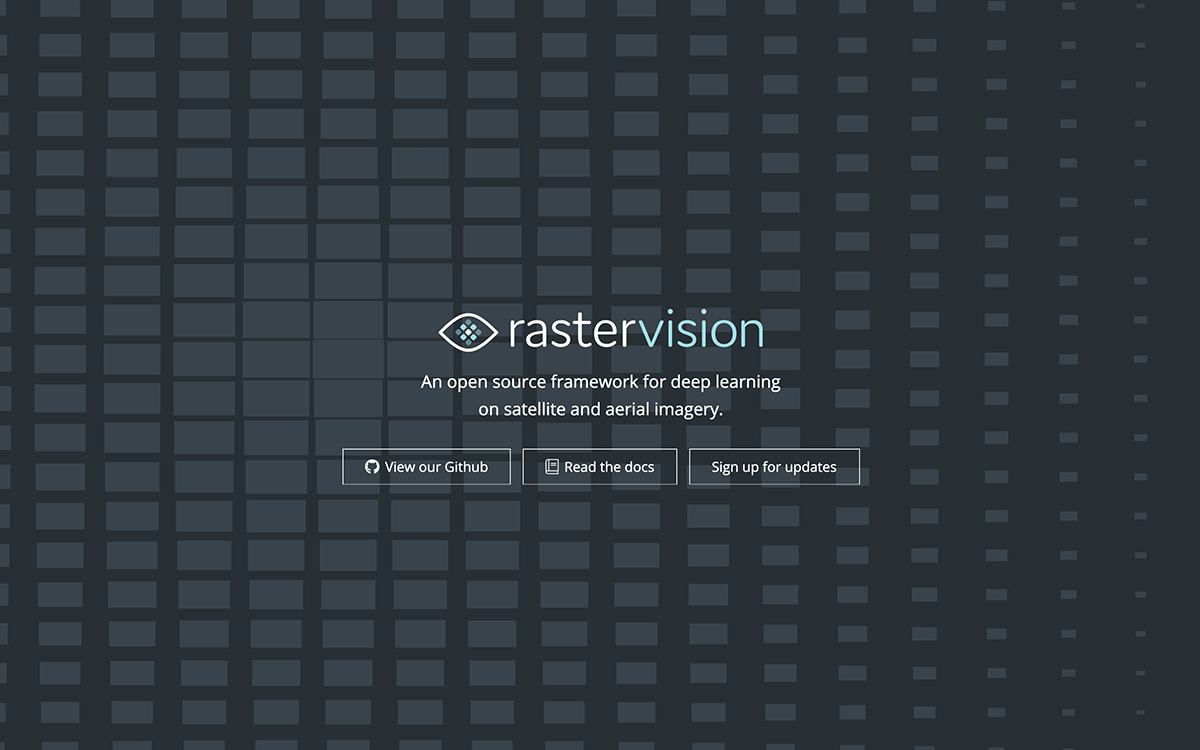 rastervision
An open source framework for deep learning
on satellite and aerial imagery.
View our Github
Read the docs
Sign up for updates